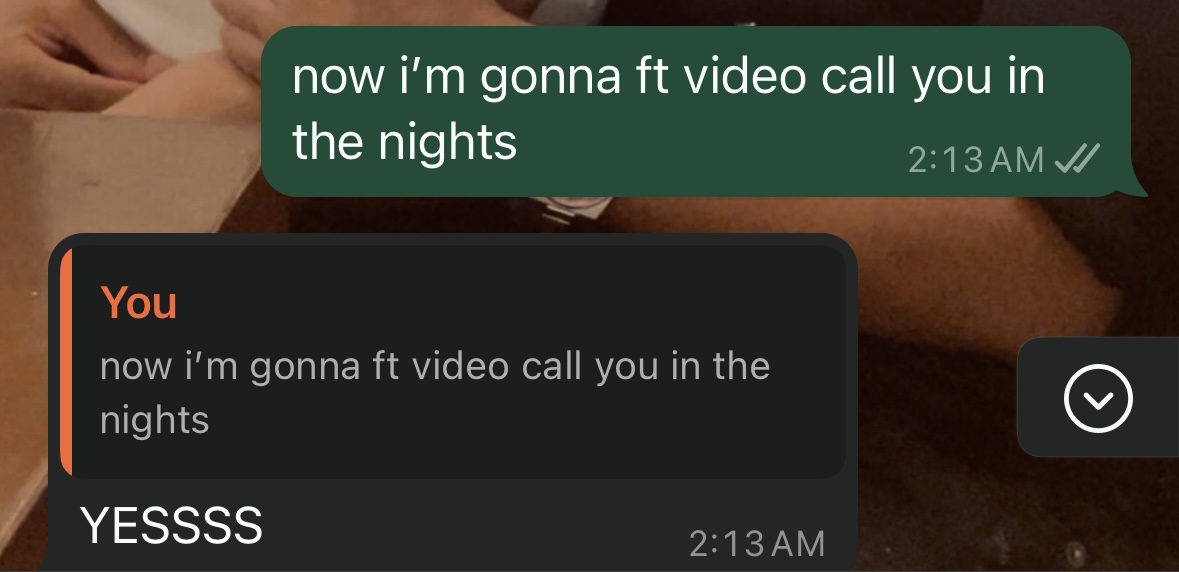 now i’m gonna ft video call you in
the nights
2:13 AM
You
now i’m gonna ft video call you in the
nights
YESSSS
2:13 AM